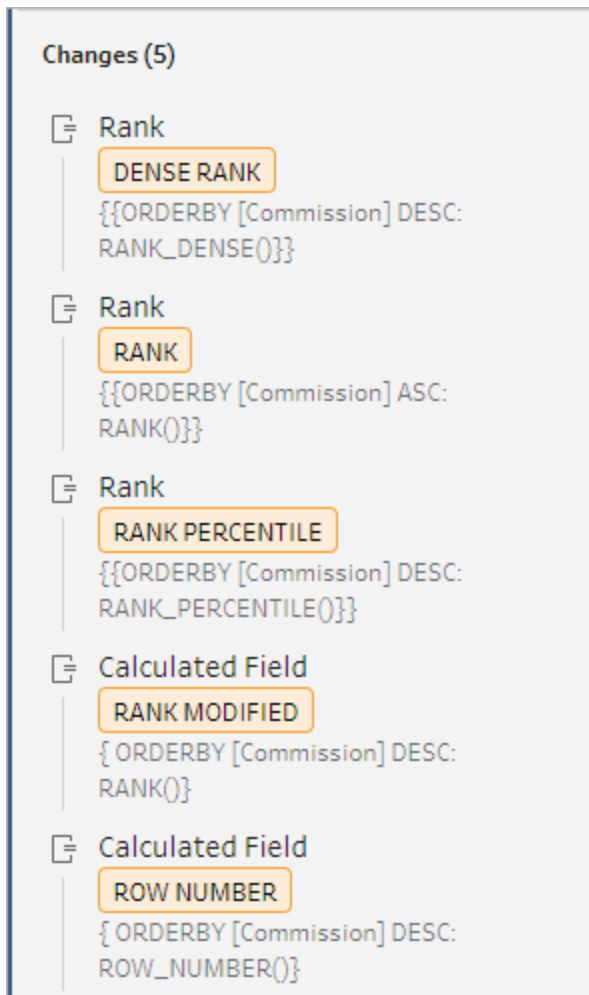 Changes (5)
Rank
DENSE RANK
{{ORDERBY [Commission] DESC:
RANK_DENSE()}}
Rank
RANK
{{ORDERBY [Commission] ASC:
RANK()}}
Rank
RANK PERCENTILE
{{ORDERBY [Commission] DESC:
RANK_PERCENTILE()}}
Calculated Field
RANK MODIFIED
{ ORDERBY [Commission] DESC:
RANK()}
Calculated Field
ROW NUMBER
{ ORDERBY [Commission] DESC:
ROW_NUMBER()}